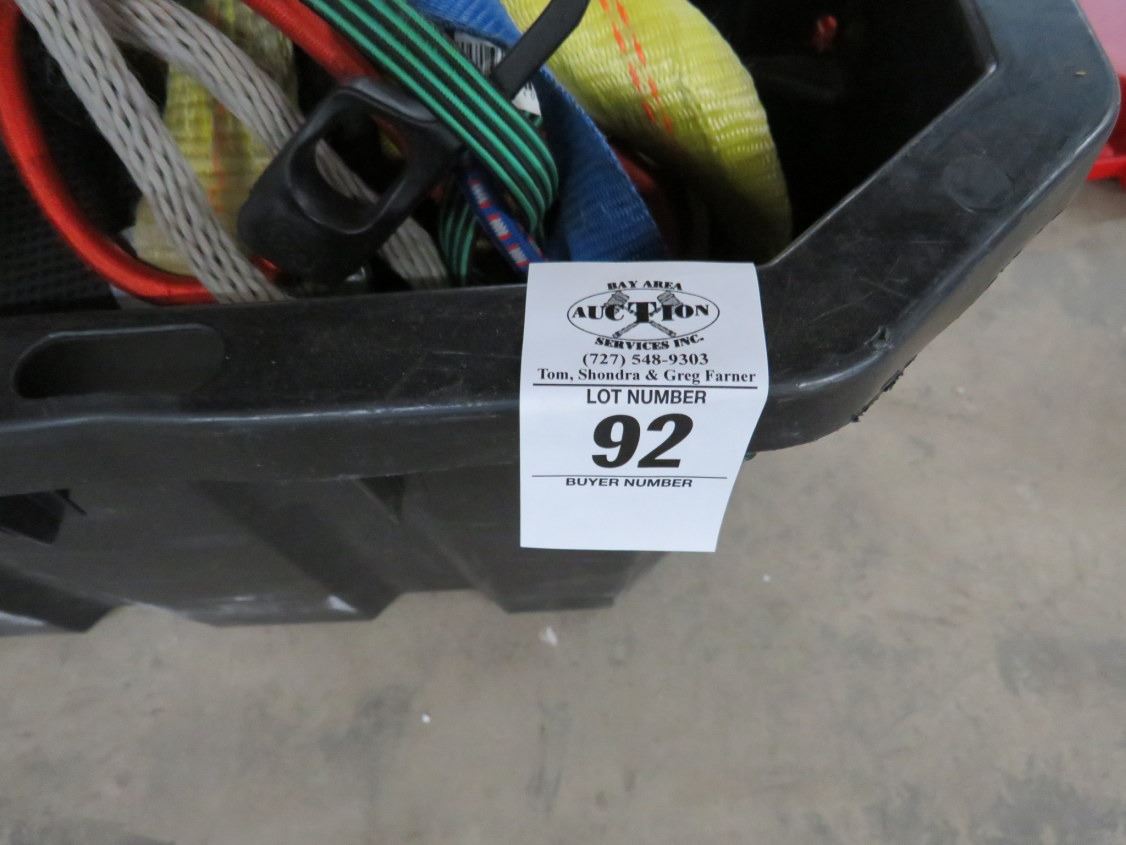 BAY AREA
AUCTION
SERVICES INC.
(727) 548-9303
Tom, Shondra & Greg Farner
LOT NUMBER
92
BUYER NUMBER